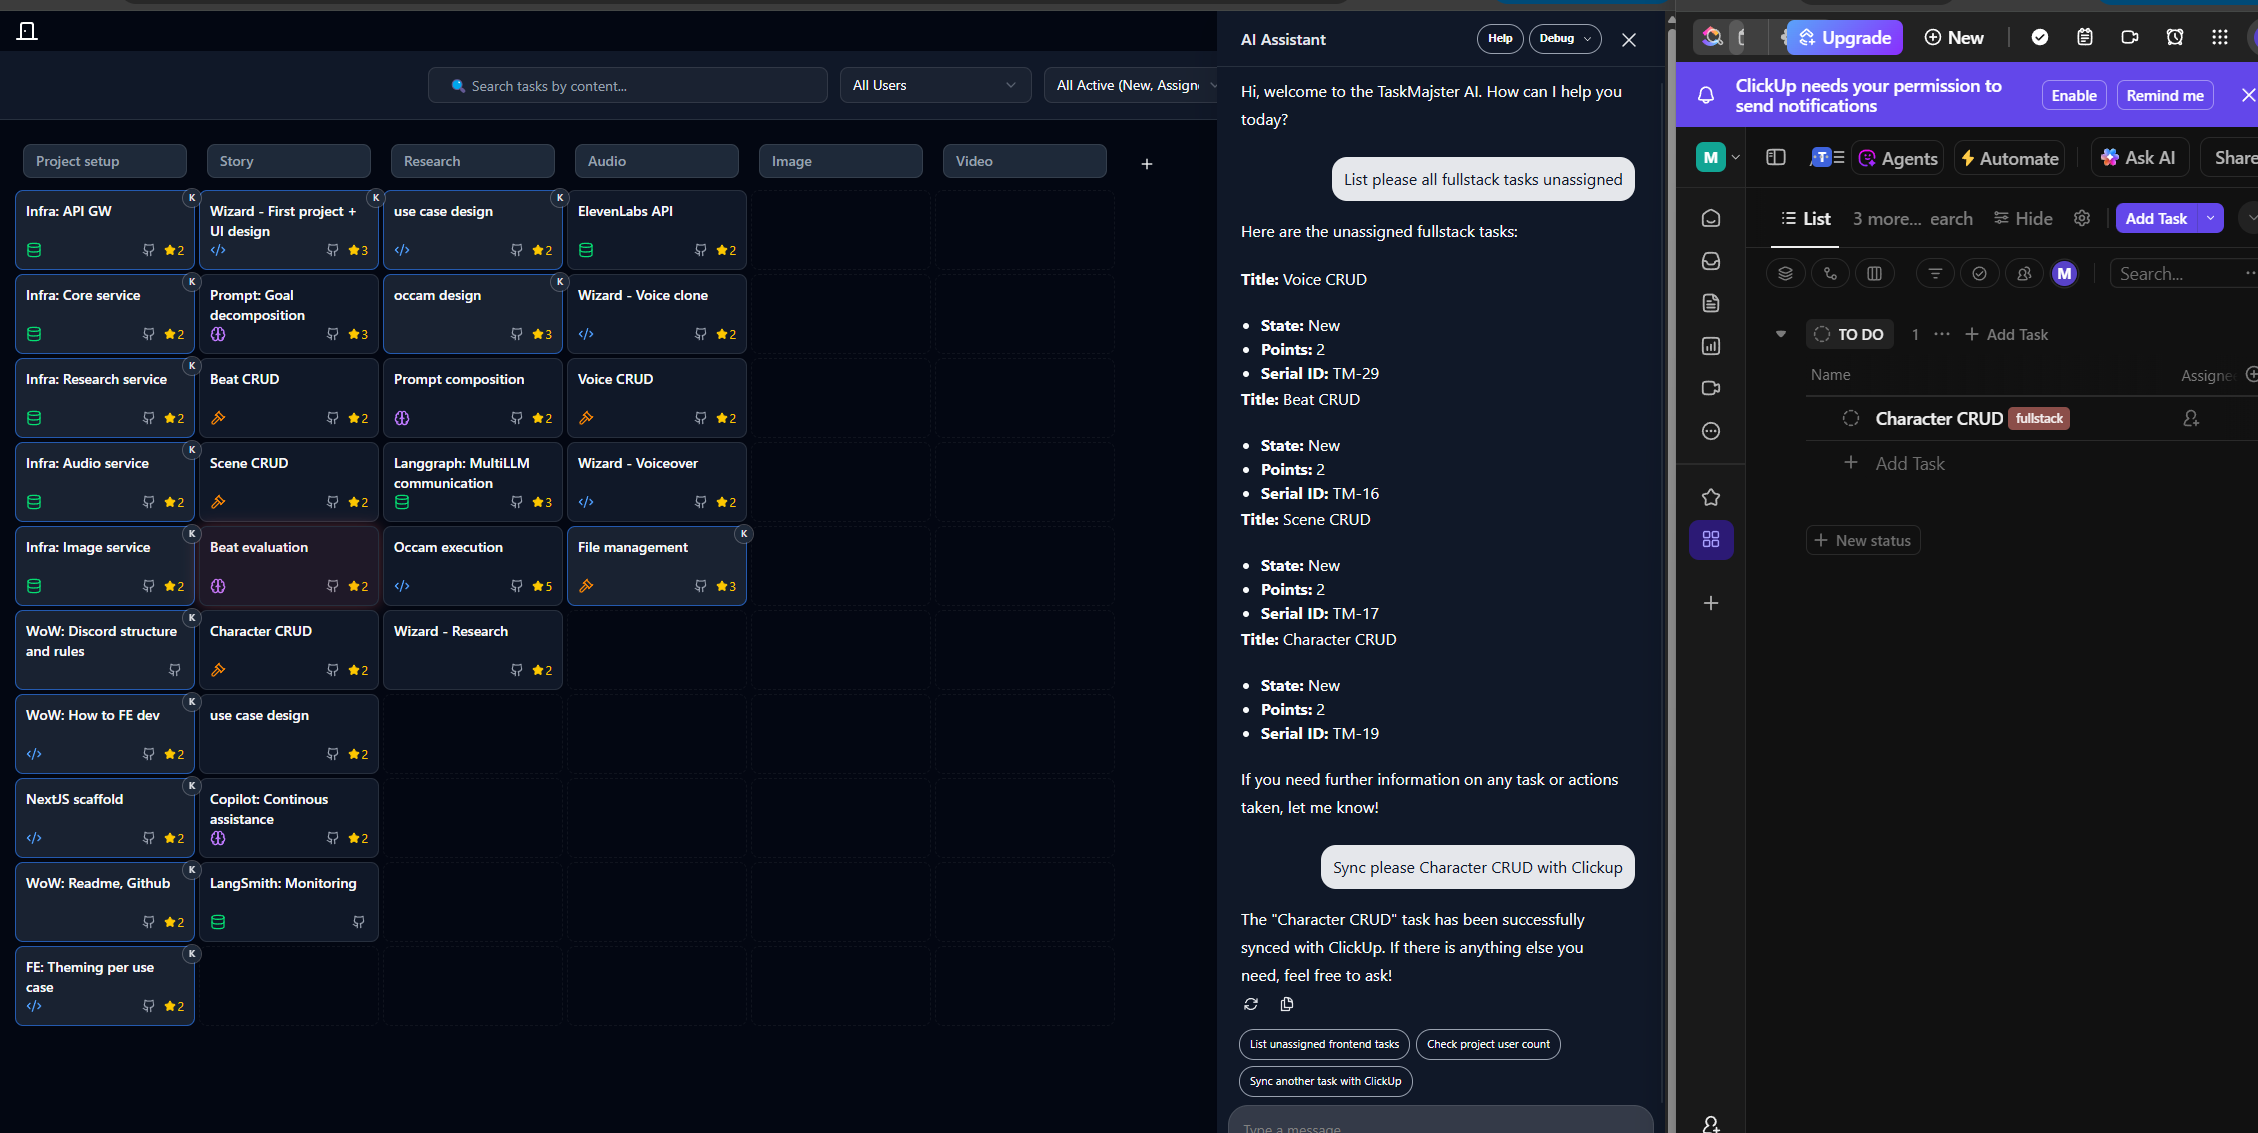 Search tasks by content...
All Users
All Active (New, Assign
Project setup
Story
Research
Audio
Image
Video
+
Infra: API GW
2
K
Infra: Core service
2
K
Infra: Research service
2
K
Infra: Audio service
2
K
Infra: Image service
2
K
WoW: Discord structure
and rules
K
WoW: How to FE dev
2
K
NextJS scaffold
2
K
WoW: Readme, Github
2
K
FE: Theming per use
case
2
K
Wizard - First project +
UI design
3
K
Prompt: Goal
decomposition
3
Beat CRUD
2
Scene CRUD
2
Beat evaluation
2
Character CRUD
2
use case design
2
Copilot: Continous
assistance
2
LangSmith: Monitoring
use case design
2
K
occam design
3
K
Prompt composition
2
Langgraph: MultiLLM
communication
3
Occam execution
5
Wizard - Research
2
ElevenLabs API
2
Wizard - Voice clone
2
Voice CRUD
2
Wizard - Voiceover
2
File management
3
K
AI Assistant
Help
Debug
Hi, welcome to the TaskMajster AI. How can I help you
today?
List please all fullstack tasks unassigned
Here are the unassigned fullstack tasks:
Title: Voice CRUD
• State: New
• Points: 2
• Serial ID: TM-29
Title: Beat CRUD
• State: New
• Points: 2
• Serial ID: TM-16
Title: Scene CRUD
• State: New
• Points: 2
• Serial ID: TM-17
Title: Character CRUD
• State: New
• Points: 2
• Serial ID: TM-19
If you need further information on any task or actions
taken, let me know!
Sync please Character CRUD with Clickup
The "Character CRUD" task has been successfully
synced with ClickUp. If there is anything else you
need, feel free to ask!
List unassigned frontend tasks
Check project user count
Sync another task with ClickUp
Type a message
Upgrade
New
ClickUp needs your permission to
send notifications
Enable
Remind me
M
T
Agents
Automate
Ask AI
Share
List
3 more...
earch
Hide
Add Task
M
Search...
TO DO
1
Add Task
Name
Assignee
Character CRUD
fullstack
Add Task
New status